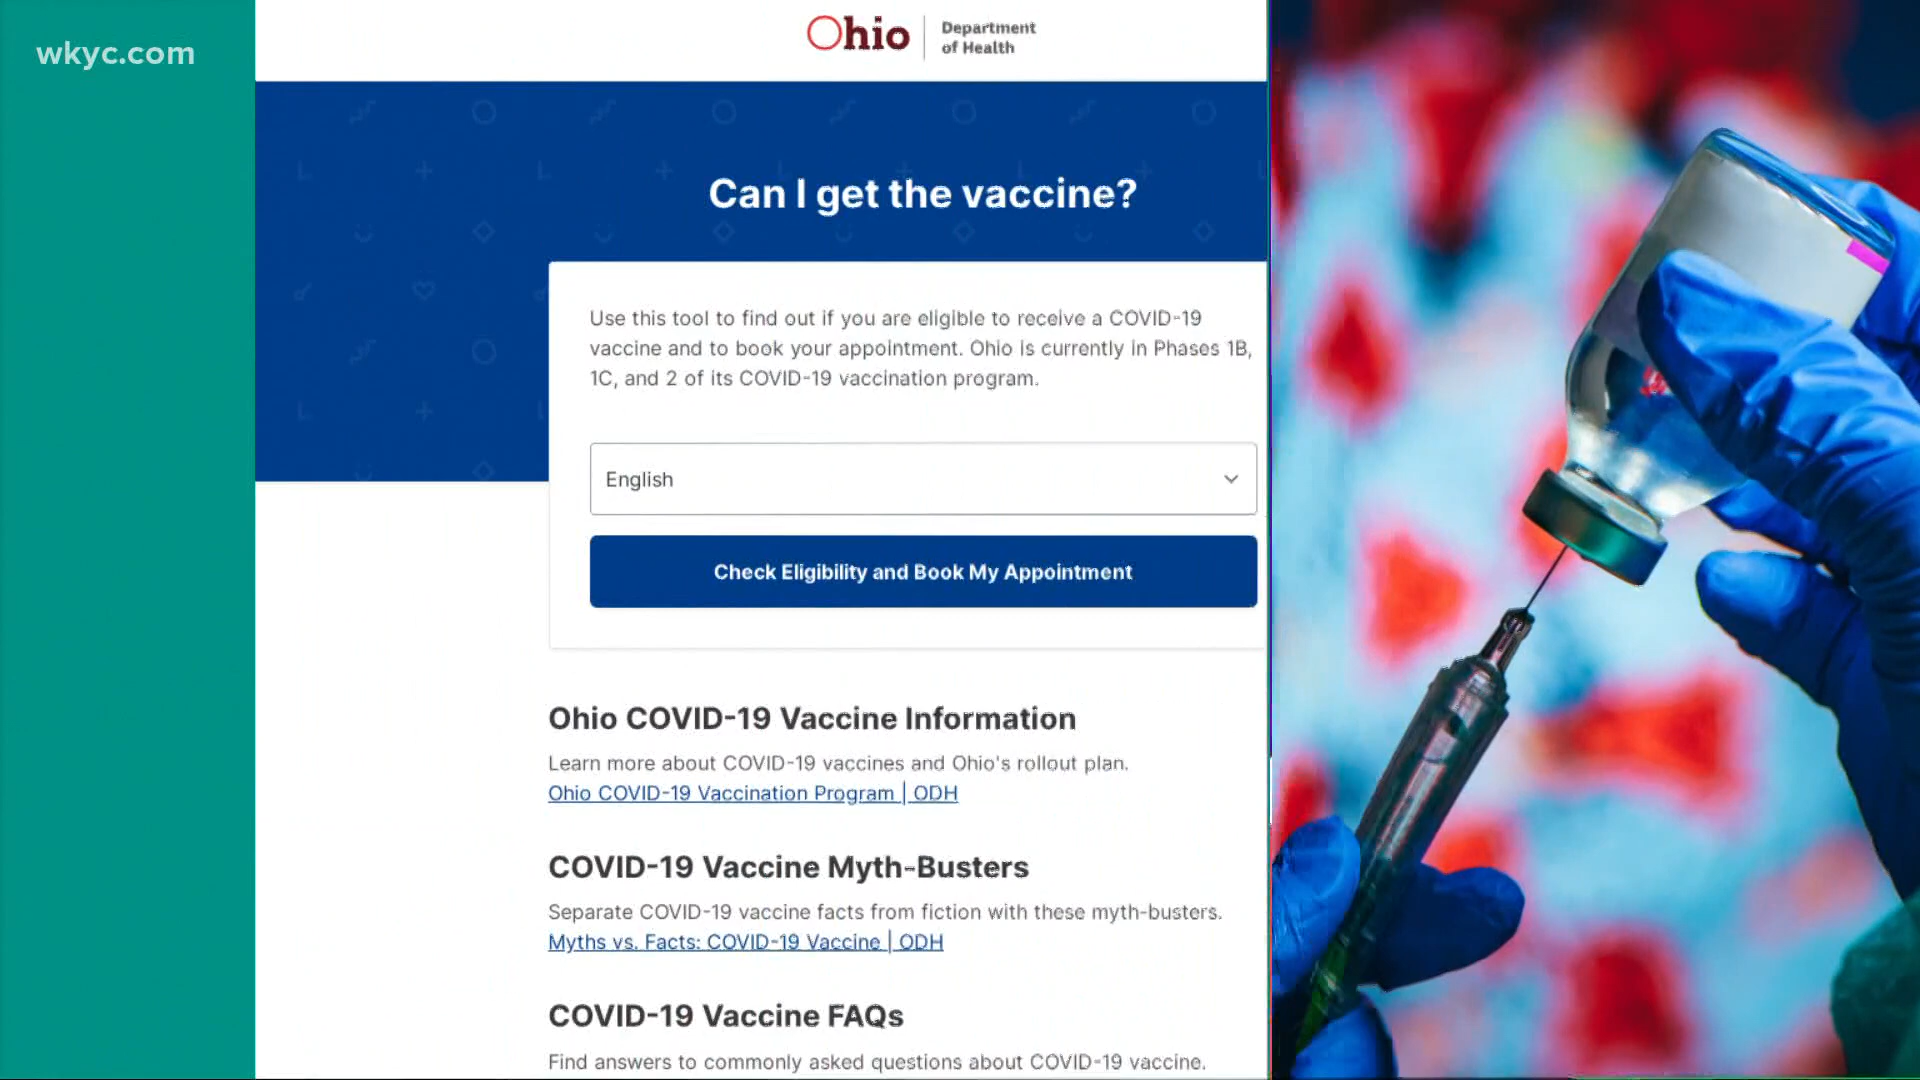 wkyc.com
Ohio
Department
of Health
Can I get the vaccine?
Use this tool to find out if you are eligible to receive a COVID-19
vaccine and to book your appointment. Ohio is currently in Phases 1B,
1C, and 2 of its COVID-19 vaccination program.
English
Check Eligibility and Book My Appointment
Ohio COVID-19 Vaccine Information
Learn more about COVID-19 vaccines and Ohio's rollout plan.
Ohio COVID-19 Vaccination Program | ODH
COVID-19 Vaccine Myth-Busters
Separate COVID-19 vaccine facts from fiction with these myth-busters.
Myths vs. Facts: COVID-19 Vaccine | ODH
COVID-19 Vaccine FAQs
Find answers to commonly asked questions about COVID-19 vaccine.